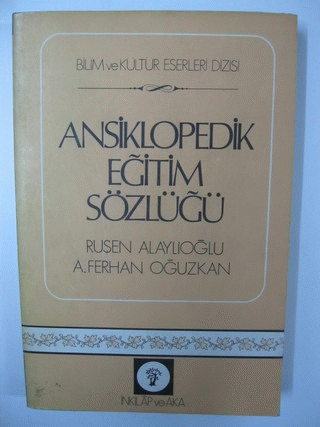 BİLİM ve KÜLTÜR ESERLERİ DİZİSİ
ANSİKLOPEDİK
EĞİTİM
SÖZLÜĞÜ
RUŞEN ALAYLIOĞLU
A. FERHAN OĞUZKAN
İNKILÂP ve AKA